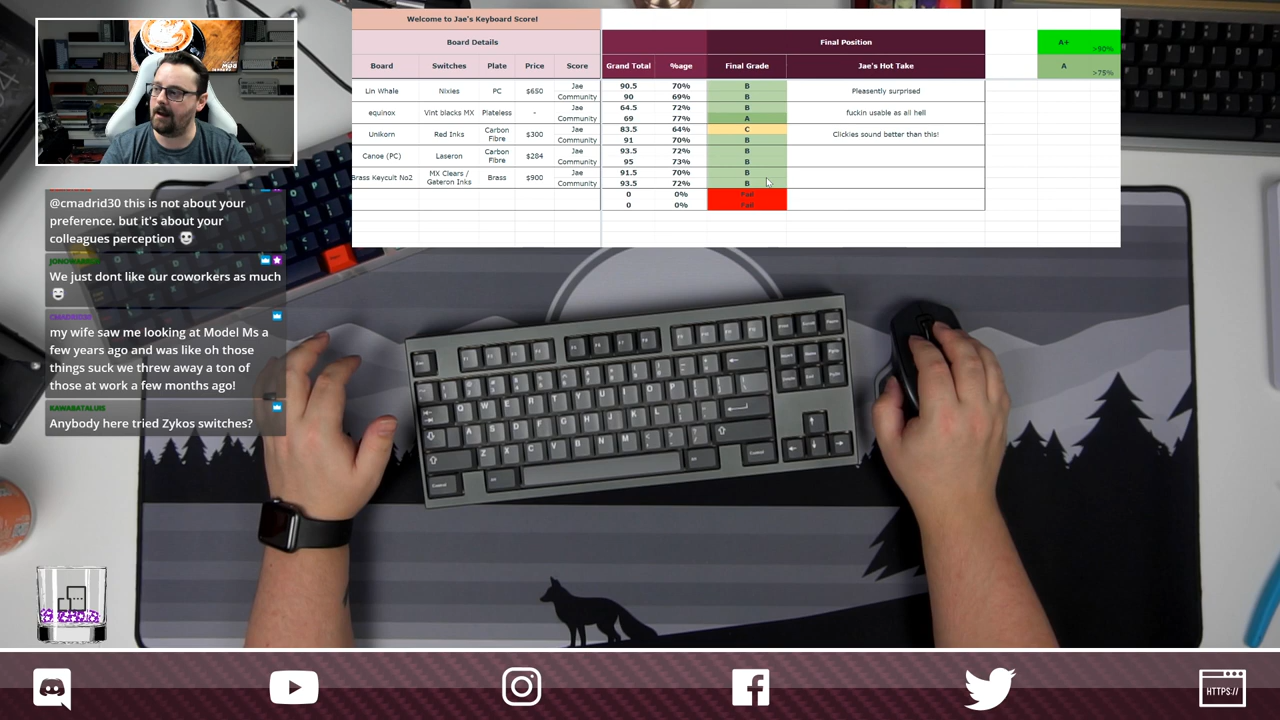 Welcome to Jae's Keyboard Score!
Board Details
Final Position
A+
>90%
Board Switches Plate Price Score Grand Total %age Final Grade Jae's Hot Take
A
>75%
Lin Whale Nixies PC $650 Jae 90.5 70% B Pleasently surprised
Community 90 69% B
equinox Vint blacks MX Plateless - Jae 64.5 72% B fuckin usable as all hell
Community 69 77% A
Unikorn Red Inks Carbon Fibre $300 Jae 83.5 64% C Clickies sound better than this!
Community 91 70% B
Canoe (PC) Laseron Carbon Fibre $284 Jae 93.5 72% B
Community 95 73% B
Brass Keycult No2 MX Clears / Gateron Inks Brass $900 Jae 91.5 70% B
Community 93.5 72% B
0 0% Fail
0 0% Fail
@cmadrid30 this is not about your
preference. but it's about your
colleagues perception
We just dont like our coworkers as much
CMADRID30
my wife saw me looking at Model Ms a
few years ago and was like oh those
things suck we threw away a ton of
those at work a few months ago!
KAWABATALUIS
Anybody here tried Zykos switches?
HTTPS://